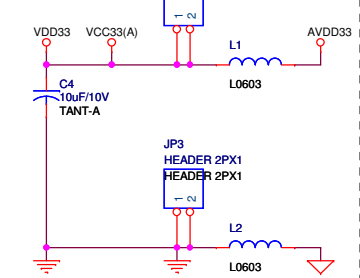 1 2
VDD33 VCC33(A) L1 AVDD33
C4
10uF/10V L0603
TANT-A
JP3
HEADER 2PX1
HEADER 2PX1
1 2
L2
L0603